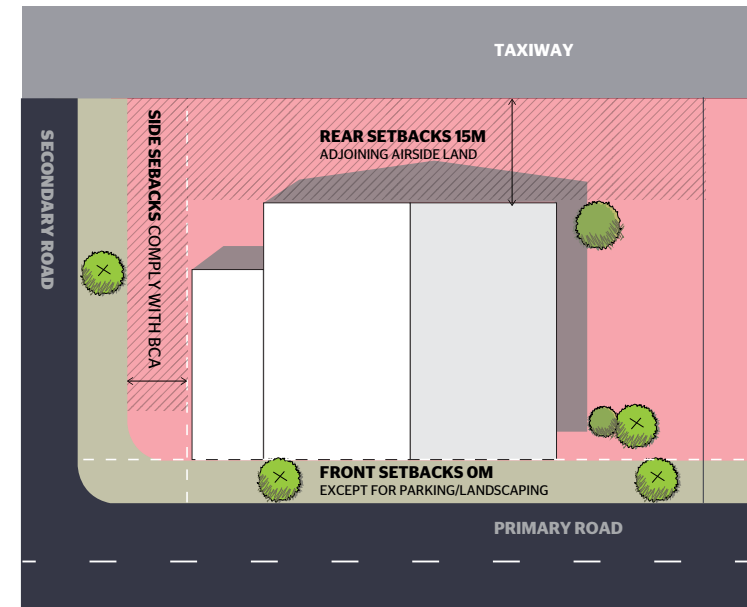 TAXIWAY
SECONDARY ROAD
SIDE SEBACKS COMPLY WITH BCA
REAR SETBACKS 15M
ADJOINING AIRSIDE LAND
FRONT SETBACKS 0M
EXCEPT FOR PARKING/LANDSCAPING
PRIMARY ROAD